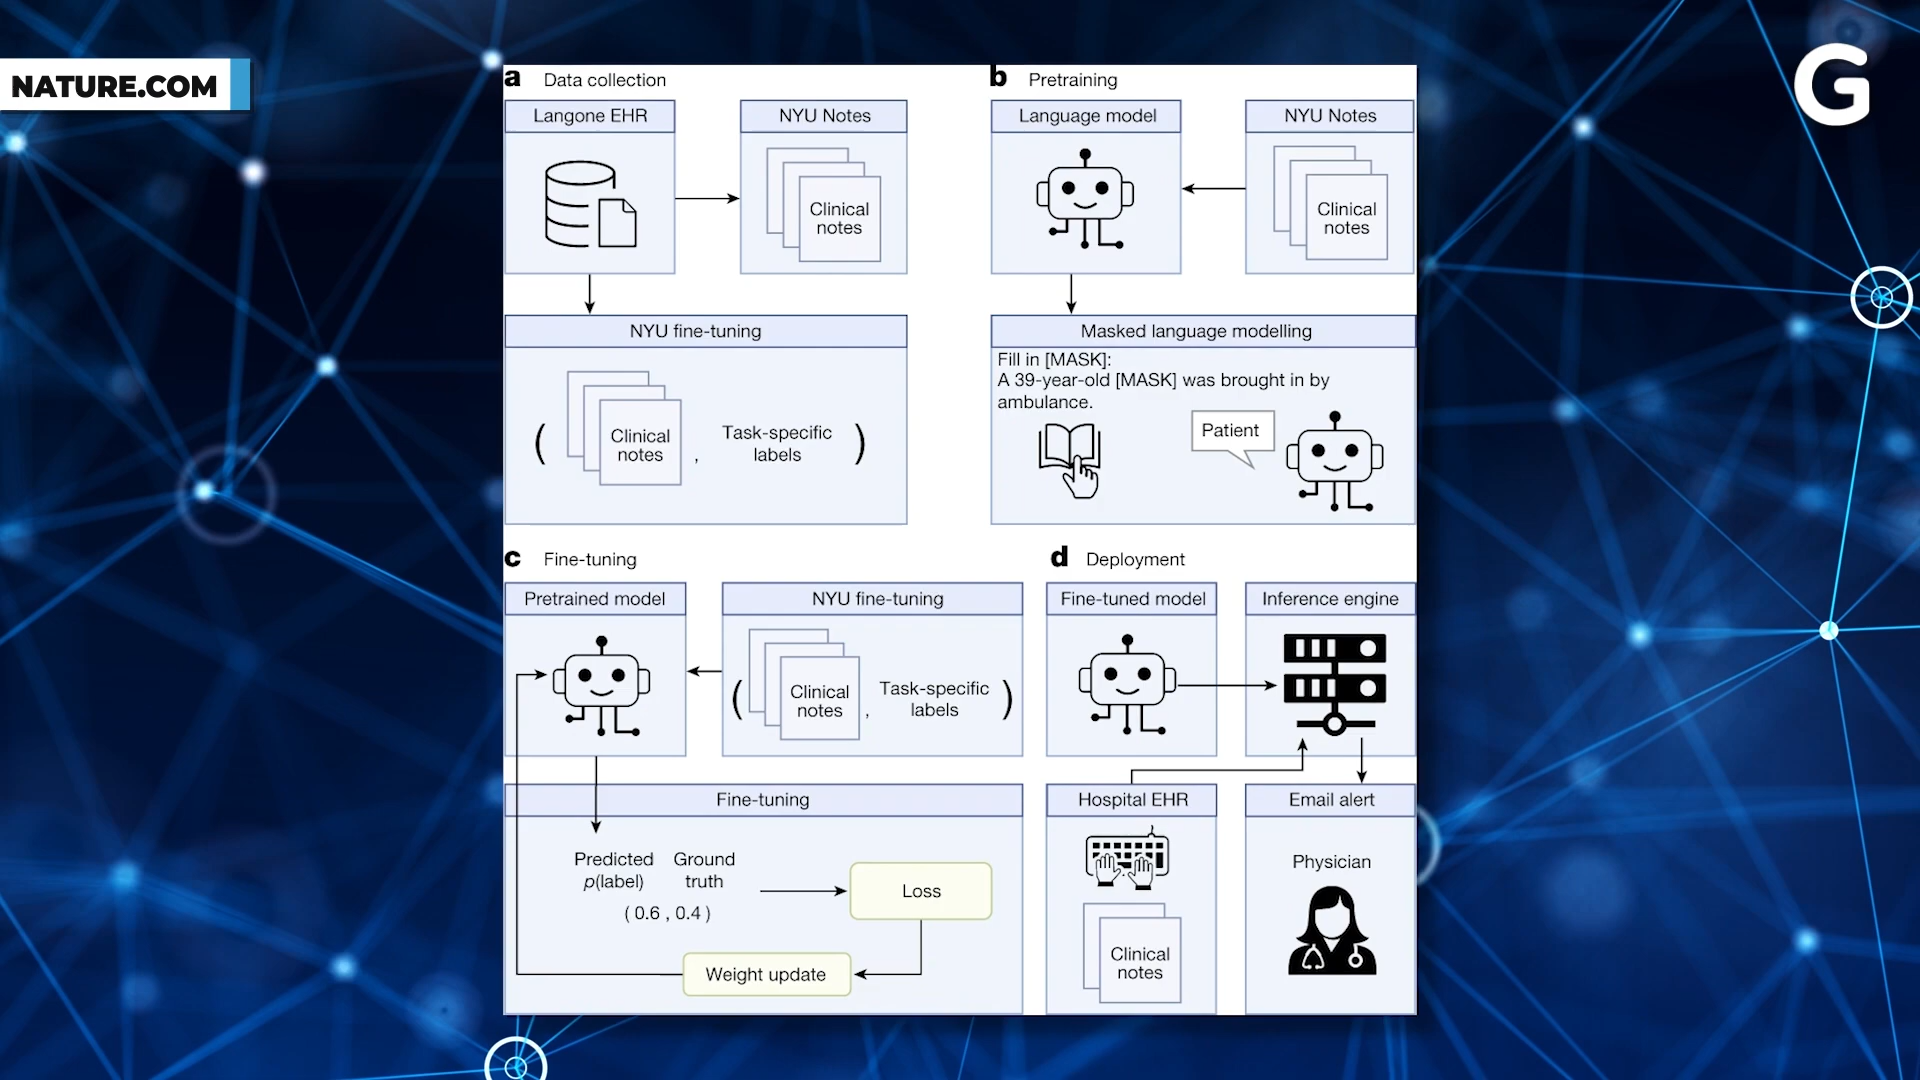 NATURE.COM
G
a Data collection
Langone EHR
NYU Notes
Clinical
notes
NYU fine-tuning
(
Clinical
notes
,
Task-specific
labels
)
b Pretraining
Language model
NYU Notes
Clinical
notes
Masked language modelling
Fill in [MASK]:
A 39-year-old [MASK] was brought in by
ambulance.
Patient
c Fine-tuning
Pretrained model
NYU fine-tuning
(
Clinical
notes
,
Task-specific
labels
)
Fine-tuning
Predicted
p(label)
Ground
truth
( 0.6 , 0.4 )
Loss
Weight update
d Deployment
Fine-tuned model
Inference engine
Hospital EHR
Clinical
notes
Email alert
Physician